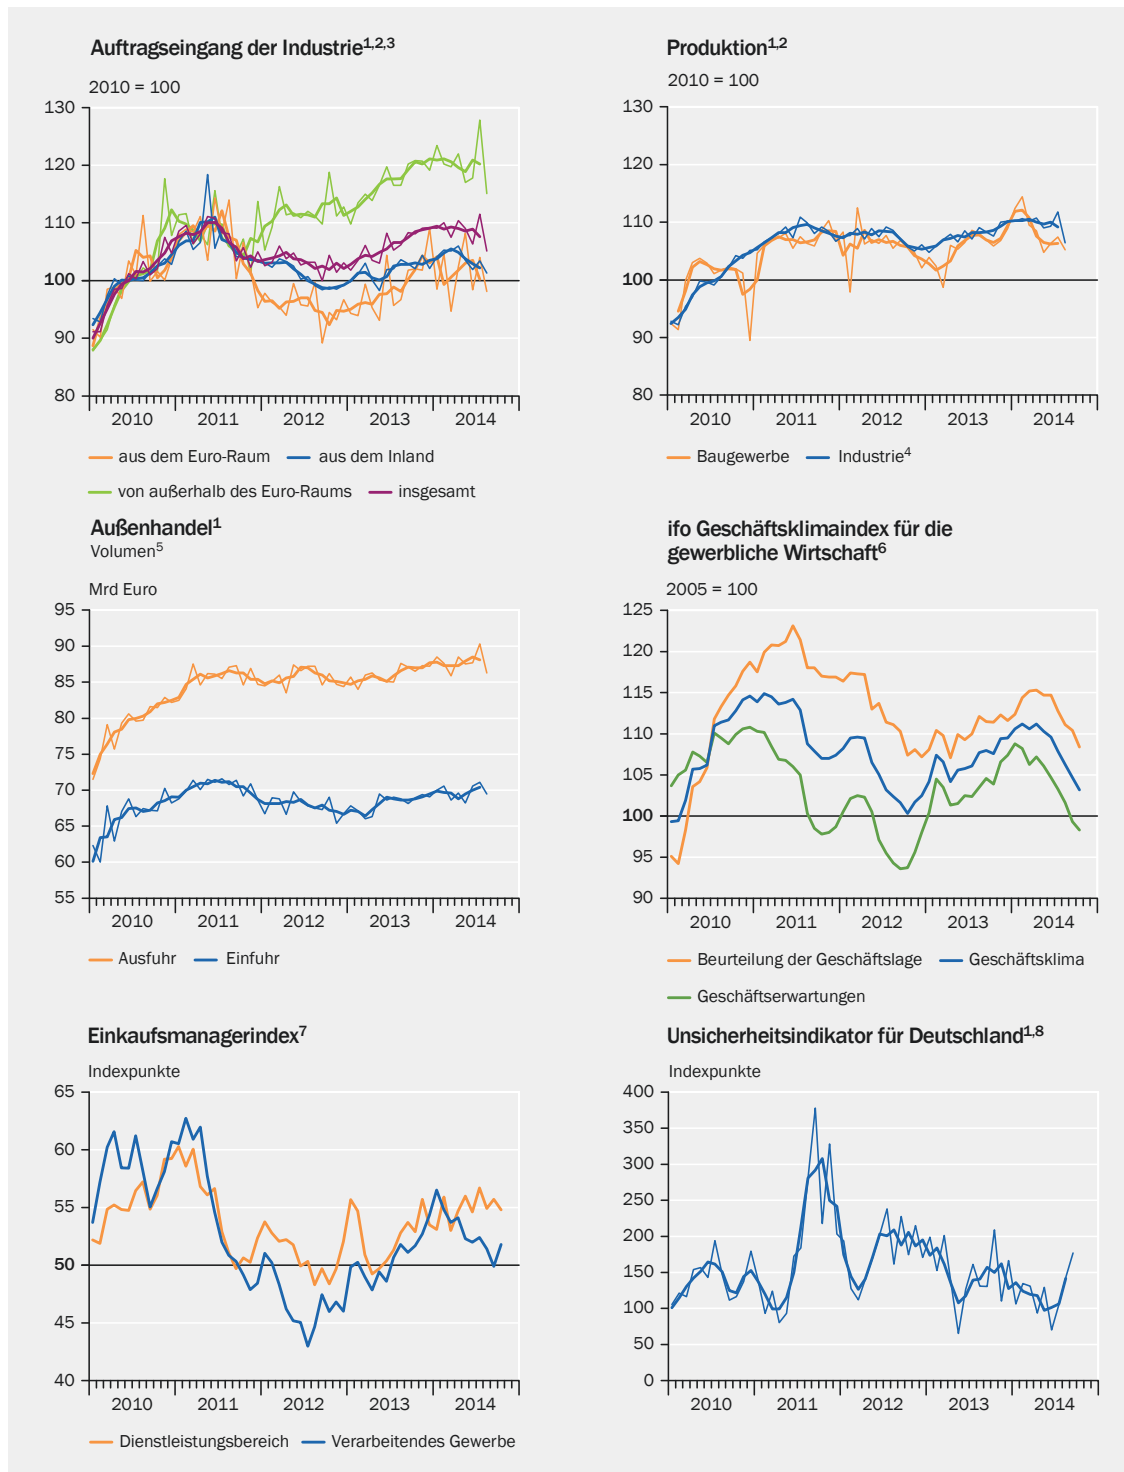 Auftragseingang der Industrie1,2,3
2010 = 100
130
120
110
100
90
80
2010 2011 2012 2013 2014
aus dem Euro-Raum aus dem Inland
von außerhalb des Euro-Raums insgesamt
Produktion1,2
2010 = 100
130
120
110
100
90
80
2010 2011 2012 2013 2014
Baugewerbe Industrie4
Außenhandel1
Volumen5
Mrd Euro
95
90
85
80
75
70
65
60
55
2010 2011 2012 2013 2014
Ausfuhr Einfuhr
ifo Geschäftsklimaindex für die
gewerbliche Wirtschaft6
2005 = 100
125
120
115
110
105
100
95
90
2010 2011 2012 2013 2014
Beurteilung der Geschäftslage Geschäftsklima
Geschäftserwartungen
Einkaufsmanagerindex7
Indexpunkte
65
60
55
50
45
40
2010 2011 2012 2013 2014
Dienstleistungsbereich Verarbeitendes Gewerbe
Unsicherheitsindikator für Deutschland1,8
Indexpunkte
400
350
300
250
200
150
100
50
0
2010 2011 2012 2013 2014